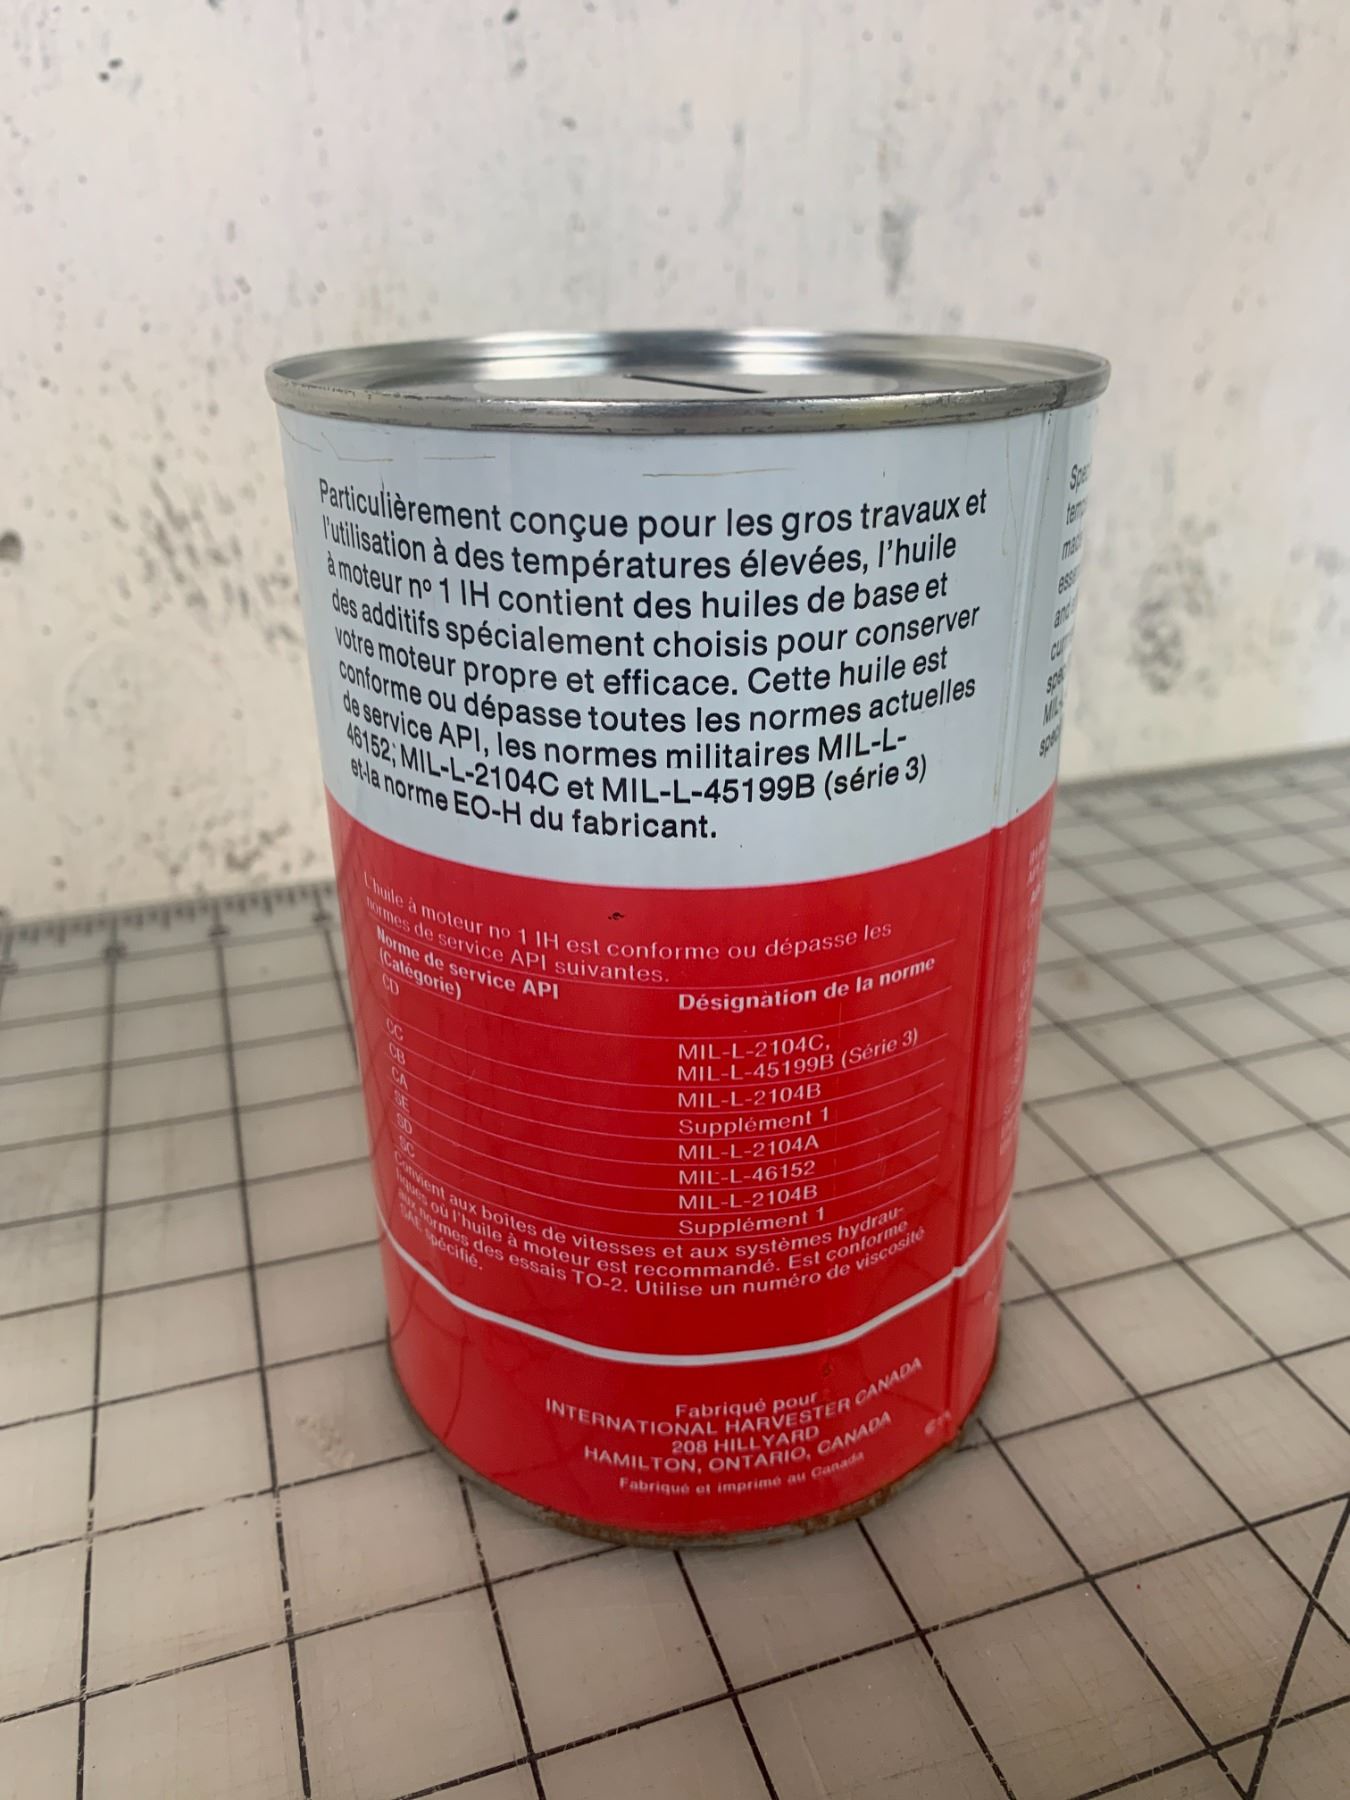 Particulièrement conçue pour les gros travaux et
l'utilisation à des températures élevées, l'huile
à moteur nº 1 IH contient des huiles de base et
des additifs spécialement choisis pour conserver
votre moteur propre et efficace. Cette huile est
conforme ou dépasse toutes les normes actuelles
de service API, les normes militaires MIL-L-
46152; MIL-L-2104C et MIL-L-45199B (série 3)
et la norme EO-H du fabricant.
L'huile à moteur nº 1 IH est conforme ou dépasse les
normes de service API suivantes.
Norme de service API
(Catégorie) Désignation de la norme
CD MIL-L-2104C,
MIL-L-45199B (Série 3)
CC MIL-L-2104B
CB Supplément 1
CA MIL-L-2104A
SE MIL-L-46152
SD MIL-L-2104B
SC Supplément 1
Convient aux boîtes de vitesses et aux systèmes hydrau-
liques où l'huile à moteur est recommandé. Est conforme
aux normes des essais TO-2. Utilise un numéro de viscosité
SAE spécifié.
Fabriqué pour
INTERNATIONAL HARVESTER CANADA
208 HILLYARD
HAMILTON, ONTARIO, CANADA
Fabriqué et imprimé au Canada